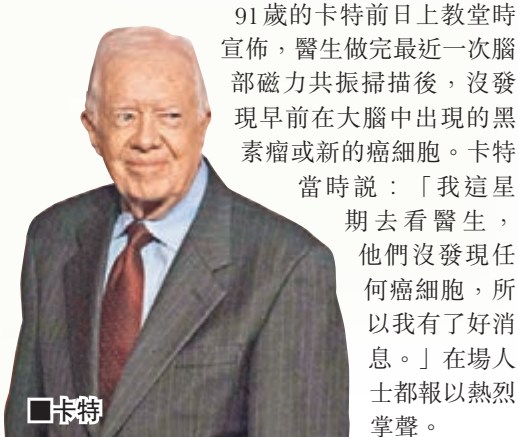 91歲的卡特前日上教堂時
宣佈，醫生做完最近一次腦
部磁力共振掃描後，沒發
現早前在大腦中出現的黑
素瘤或新的癌細胞。卡特
當時說：「我這星
期去看醫生，
他們沒發現任
何癌細胞，所
以我有了好消
息。」在場人
士都報以熱烈
掌聲。
■卡特